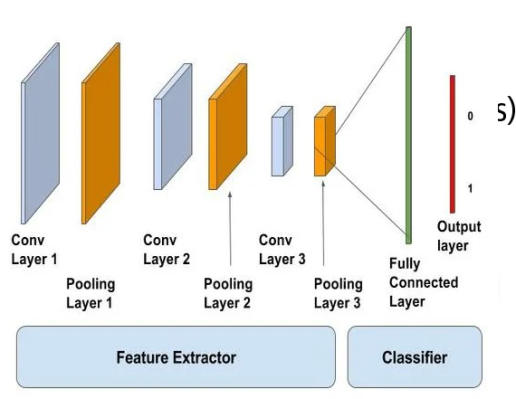 s)
0
1
Conv
Layer 1
Pooling
Layer 1
Conv
Layer 2
Pooling
Layer 2
Conv
Layer 3
Pooling
Layer 3
Fully
Connected
Layer
Output
layer
Feature Extractor
Classifier